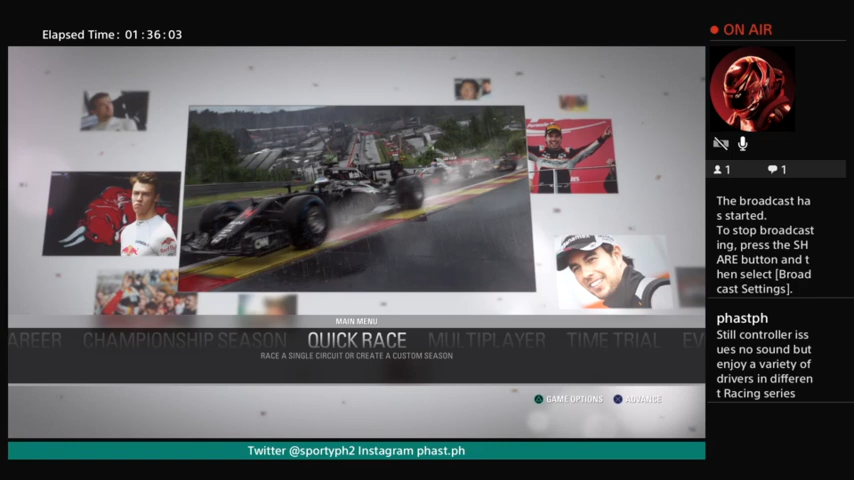 Elapsed Time: 01:36:03
ON AIR
1
1
The broadcast ha
s started.
To stop broadcast
ing, press the SH
ARE button and t
hen select [Broad
cast Settings].
phastph
Still controller iss
ues no sound but
enjoy a variety of
drivers in differen
t Racing series
MAIN MENU
AREER CHAMPIONSHIP SEASON QUICK RACE MULTIPLAYER TIME TRIAL EV
RACE A SINGLE CIRCUIT OR CREATE A CUSTOM SEASON
GAME OPTIONS ADVANCE
Twitter @sportyph2 Instagram phast.ph